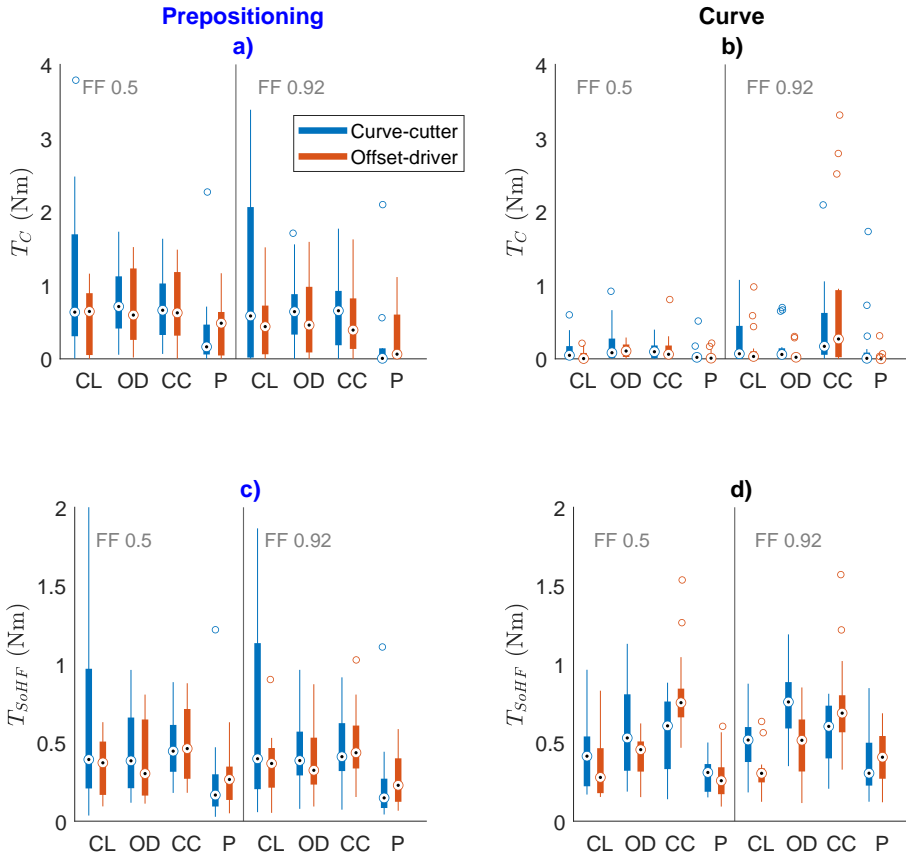 Prepositioning
Curve
a)
b)
4
3
2
1
0
T_C (Nm)
FF 0.5
FF 0.92
Curve-cutter
Offset-driver
CL OD CC P CL OD CC P
4
3
2
1
0
T_C (Nm)
FF 0.5
FF 0.92
CL OD CC P CL OD CC P
c)
d)
2
1.5
1
0.5
0
T_SoHF (Nm)
FF 0.5
FF 0.92
CL OD CC P CL OD CC P
2
1.5
1
0.5
0
T_SoHF (Nm)
FF 0.5
FF 0.92
CL OD CC P CL OD CC P